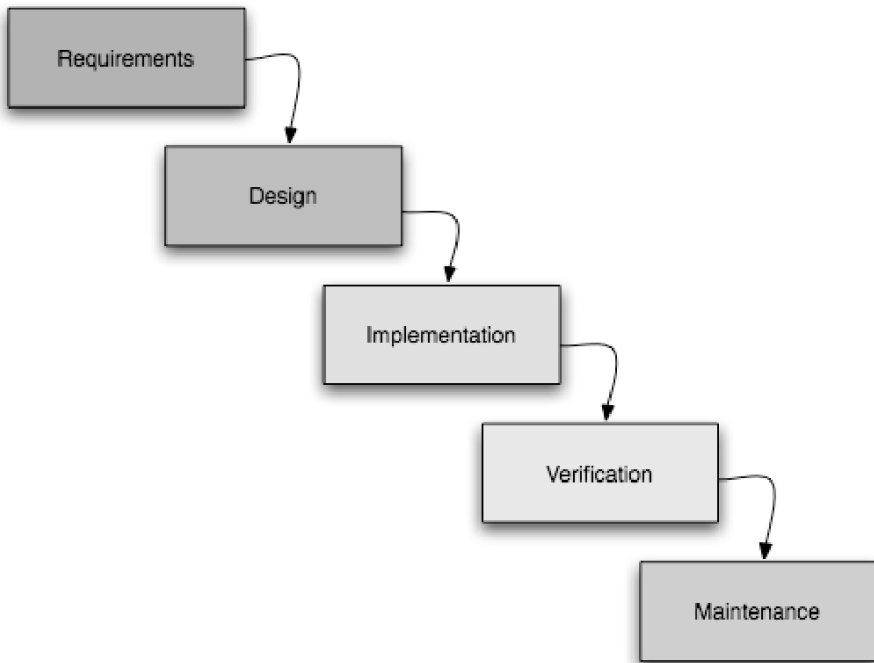 Requirements
Design
Implementation
Verification
Maintenance